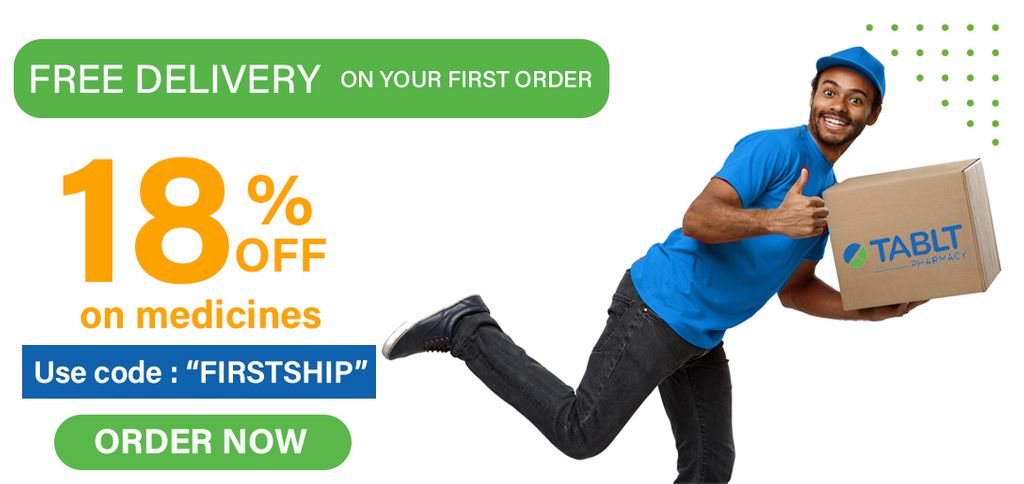 FREE DELIVERY ON YOUR FIRST ORDER
18% OFF
on medicines
Use code : “FIRSTSHIP”
ORDER NOW
TABLT
PHARMACY